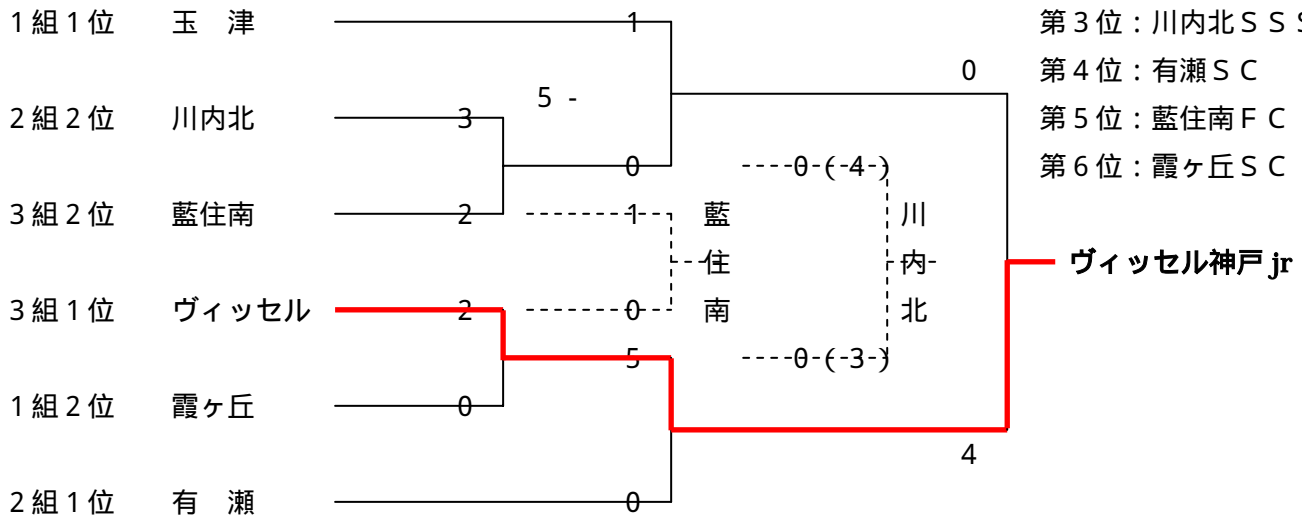 1組1位 玉 津 1 第3位：川内北ＳＳＳ
0 第4位：有瀬ＳＣ
5 -
2組2位 川内北 3 第5位：藍住南ＦＣ
0 0(4) 第6位：霞ヶ丘ＳＣ
3組2位 藍住南 2 1
藍住南
川内北
ヴィッセル神戸jr
3組1位 ヴィッセル 2 0
5 0(3)
1組2位 霞ヶ丘 0
4
2組1位 有 瀬 0